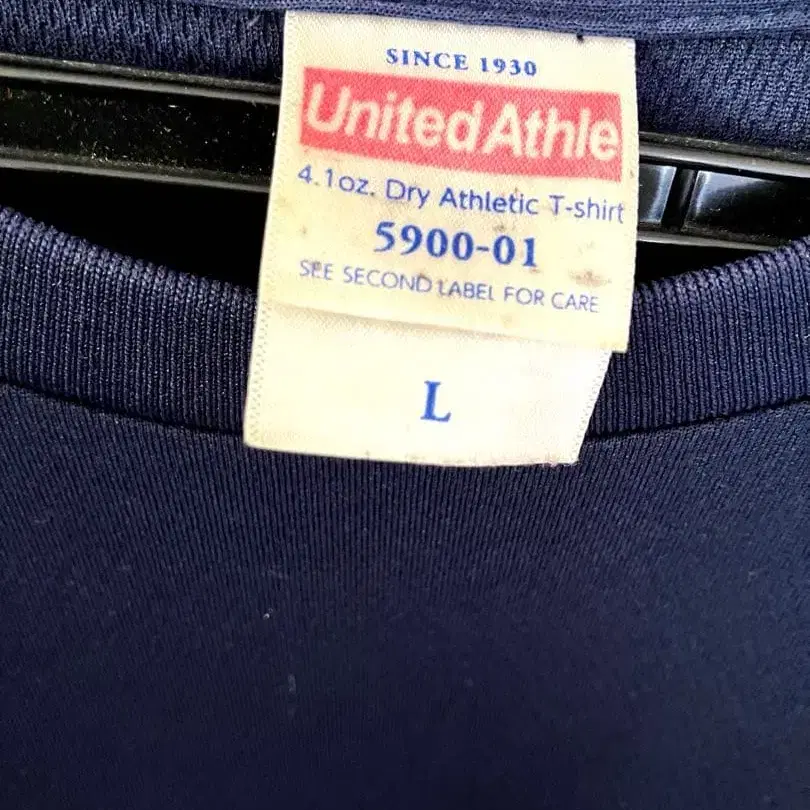 SINCE 1930
United Athle
4.1oz. Dry Athletic T-shirt
5900-01
SEE SECOND LABEL FOR CARE
L